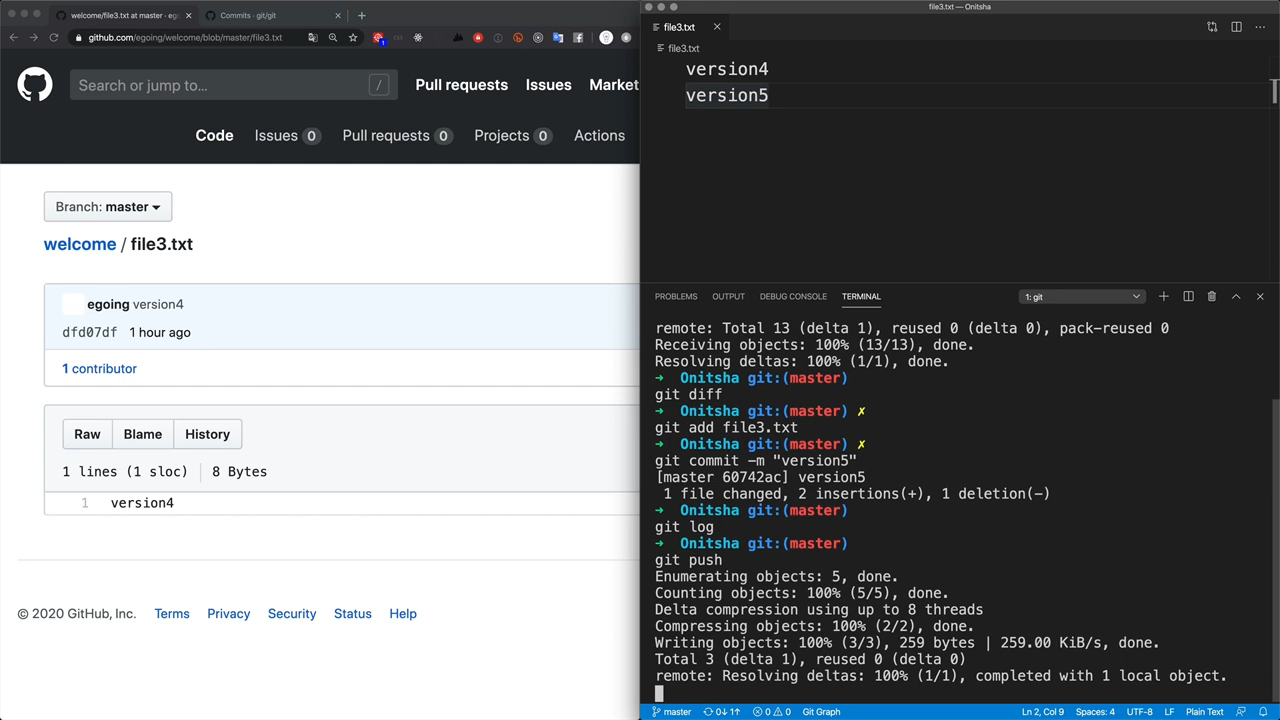 welcome/file3.txt at master · ego
Commits · git/git
github.com/egoing/welcome/blob/master/file3.txt
Search or jump to…
/
Pull requests
Issues
Market
Code
Issues 0
Pull requests 0
Projects 0
Actions
Branch: master
welcome / file3.txt
egoing version4
dfd07df 1 hour ago
1 contributor
Raw
Blame
History
1 lines (1 sloc)
8 Bytes
1 version4
© 2020 GitHub, Inc.
Terms
Privacy
Security
Status
Help
file3.txt — Onitsha
file3.txt
file3.txt
version4
version5
PROBLEMS
OUTPUT
DEBUG CONSOLE
TERMINAL
1: git
remote: Total 13 (delta 1), reused 0 (delta 0), pack-reused 0
Receiving objects: 100% (13/13), done.
Resolving deltas: 100% (1/1), done.
➜ Onitsha git:(master)
git diff
➜ Onitsha git:(master) ✗
git add file3.txt
➜ Onitsha git:(master) ✗
git commit -m "version5"
[master 60742ac] version5
1 file changed, 2 insertions(+), 1 deletion(-)
➜ Onitsha git:(master)
git log
➜ Onitsha git:(master)
git push
Enumerating objects: 5, done.
Counting objects: 100% (5/5), done.
Delta compression using up to 8 threads
Compressing objects: 100% (2/2), done.
Writing objects: 100% (3/3), 259 bytes | 259.00 KiB/s, done.
Total 3 (delta 1), reused 0 (delta 0)
remote: Resolving deltas: 100% (1/1), completed with 1 local object.
master
0↓ 1↑
0
0
Git Graph
Ln 2, Col 9
Spaces: 4
UTF-8
LF
Plain Text